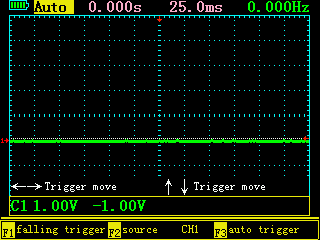 Auto 0.000s 25.0ms 0.000Hz
←→ Trigger move ↑↓ Trigger move
C1 1.00V -1.00V
F1 falling trigger F2 source CH1 F3 auto trigger